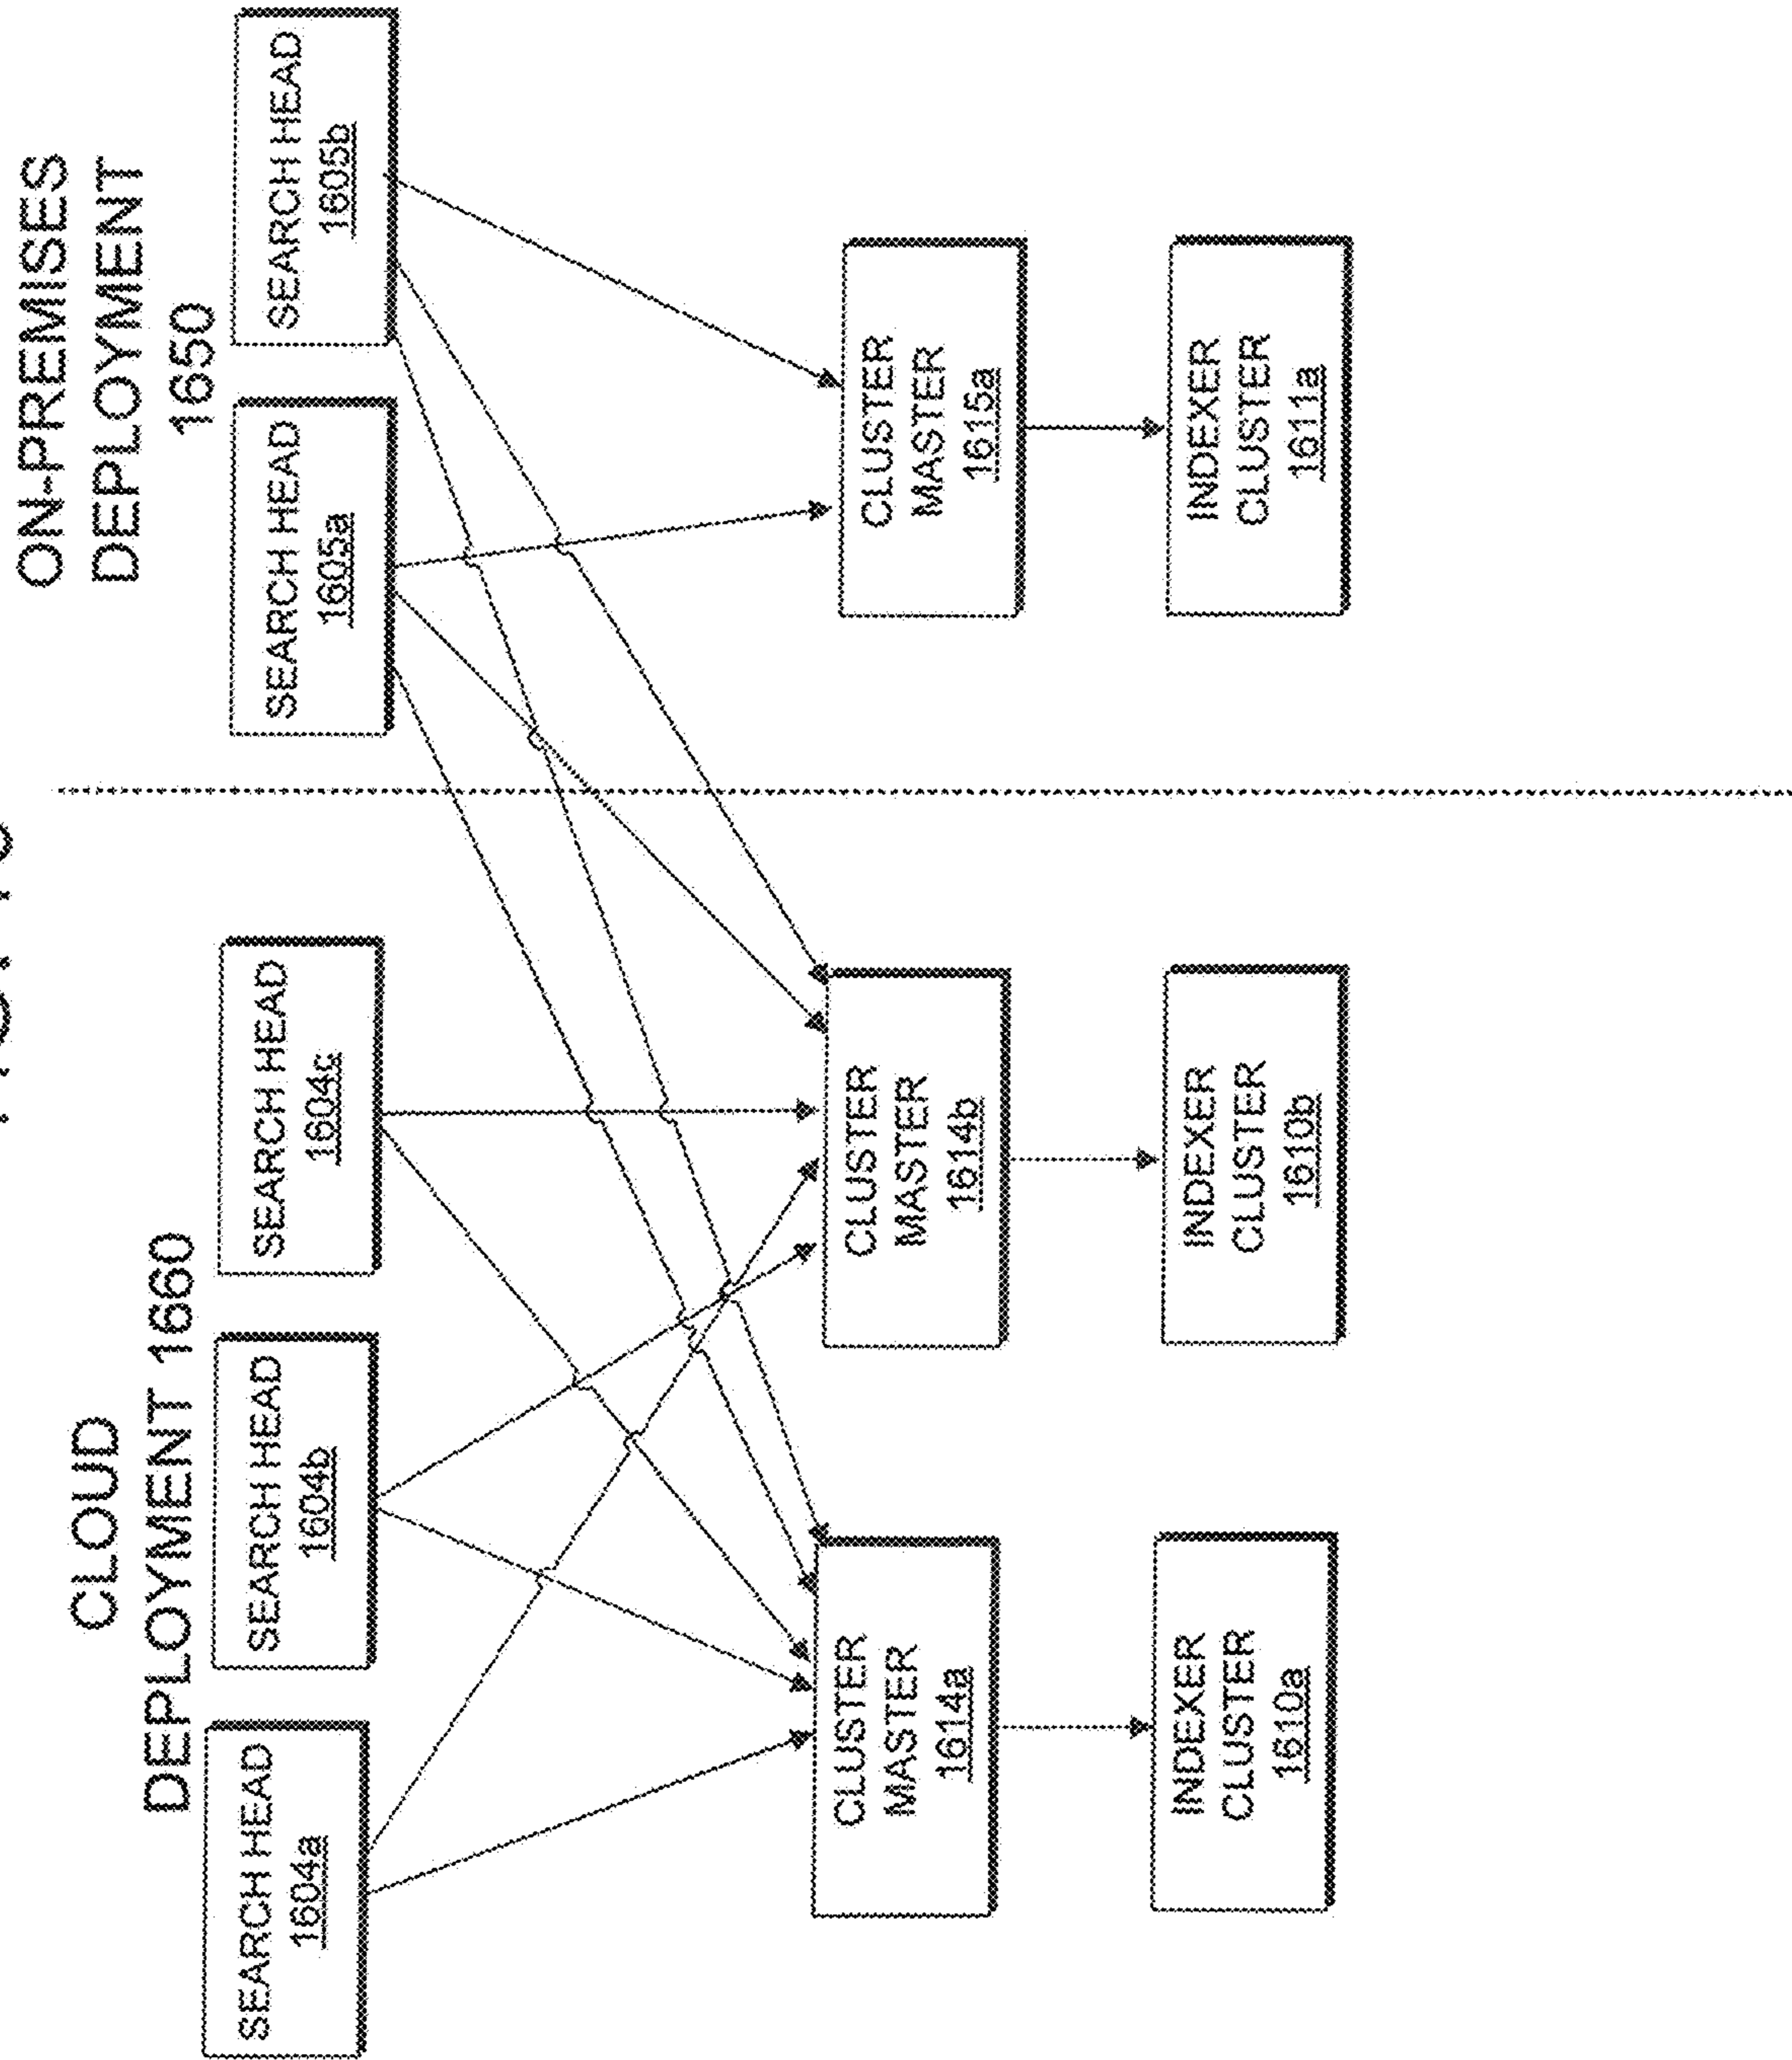 CLOUD
DEPLOYMENT 1660
ON-PREMISES
DEPLOYMENT
1650
SEARCH HEAD
1604a
SEARCH HEAD
1604b
SEARCH HEAD
1604c
SEARCH HEAD
1605a
SEARCH HEAD
1605b
CLUSTER
MASTER
1614a
CLUSTER
MASTER
1614b
CLUSTER
MASTER
1615a
INDEXER
CLUSTER
1610a
INDEXER
CLUSTER
1610b
INDEXER
CLUSTER
1611a